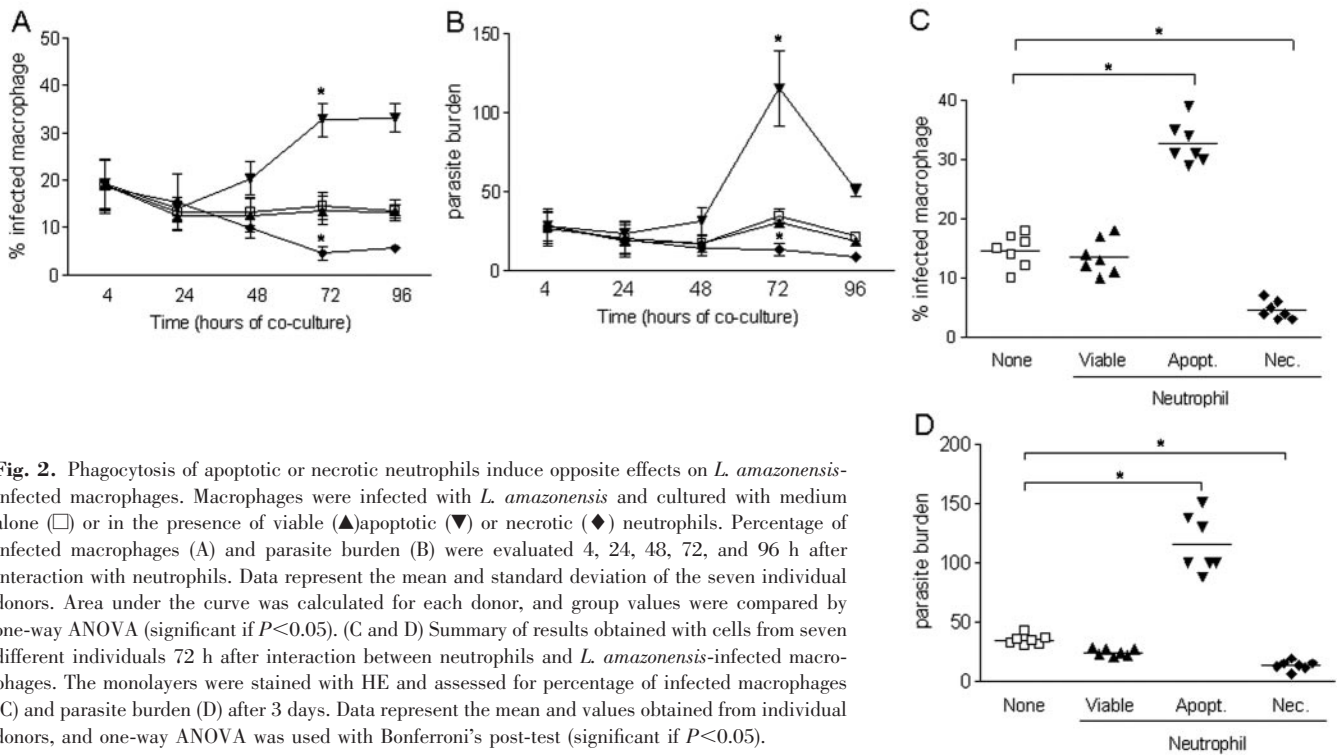 A
50
40
30
20
10
0
% infected macrophage
*
*
4 24 48 72 96
Time (hours of co-culture)
B
150
100
50
0
parasite burden
*
*
4 24 48 72 96
Time (hours of co-culture)
C
*
*
40
30
20
10
0
% infected macrophage
None Viable Apopt. Nec.
Neutrophil
D
200
150
100
50
0
parasite burden
*
*
None Viable Apopt. Nec.
Neutrophil
Fig. 2. Phagocytosis of apoptotic or necrotic neutrophils induce opposite effects on L. amazonensis-
infected macrophages. Macrophages were infected with L. amazonensis and cultured with medium
alone (□) or in the presence of viable (▲)apoptotic (▼) or necrotic (♦) neutrophils. Percentage of
infected macrophages (A) and parasite burden (B) were evaluated 4, 24, 48, 72, and 96 h after
interaction with neutrophils. Data represent the mean and standard deviation of the seven individual
donors. Area under the curve was calculated for each donor, and group values were compared by
one-way ANOVA (significant if P<0.05). (C and D) Summary of results obtained with cells from seven
different individuals 72 h after interaction between neutrophils and L. amazonensis-infected macro-
phages. The monolayers were stained with HE and assessed for percentage of infected macrophages
(C) and parasite burden (D) after 3 days. Data represent the mean and values obtained from individual
donors, and one-way ANOVA was used with Bonferroni's post-test (significant if P<0.05).